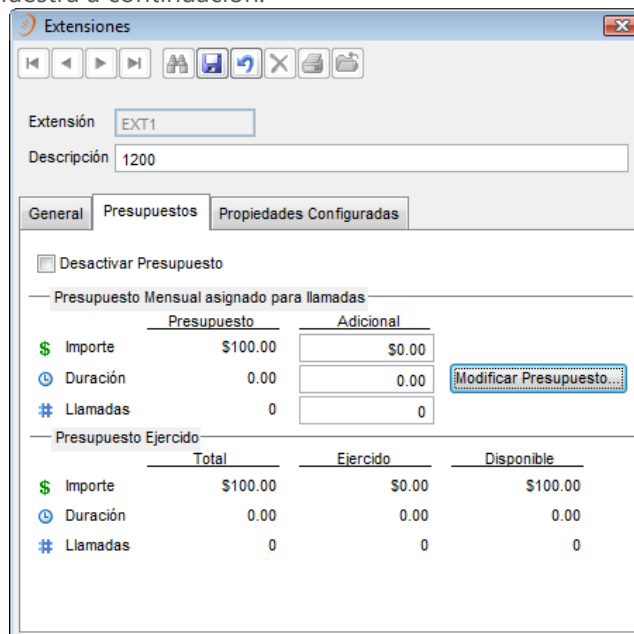 Extensiones
Extensión EXT1
Descripción 1200
General Presupuestos Propiedades Configuradas
Desactivar Presupuesto
Presupuesto Mensual asignado para llamadas
Presupuesto Adicional
$ Importe $100.00 $0.00
Duración 0.00 0.00 Modificar Presupuesto...
# Llamadas 0 0
Presupuesto Ejercido
Total Ejercido Disponible
$ Importe $100.00 $0.00 $100.00
Duración 0.00 0.00 0.00
# Llamadas 0 0 0